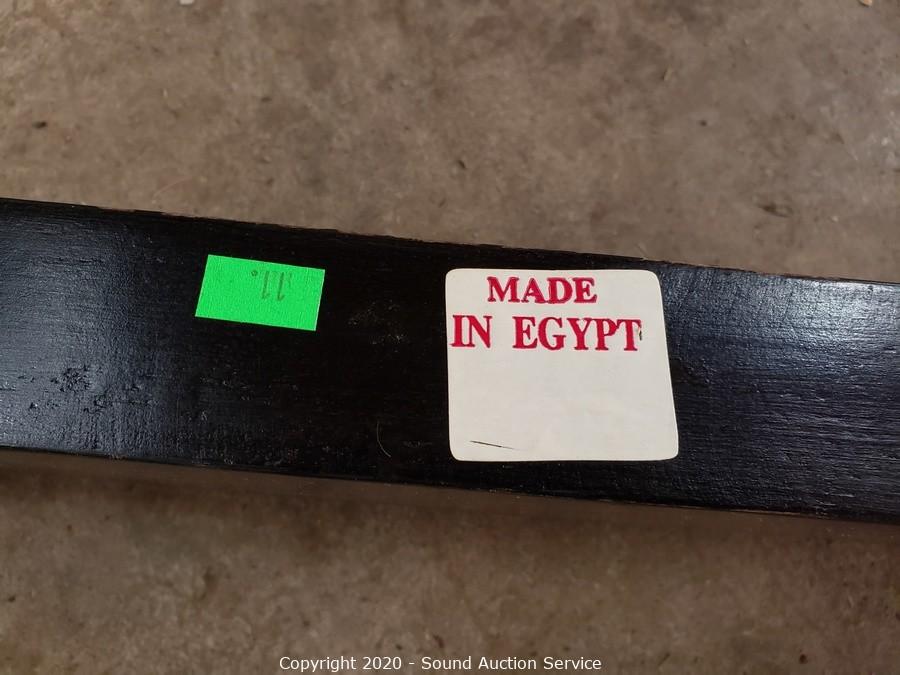 11.
MADE
IN EGYPT
Copyright 2020 - Sound Auction Service